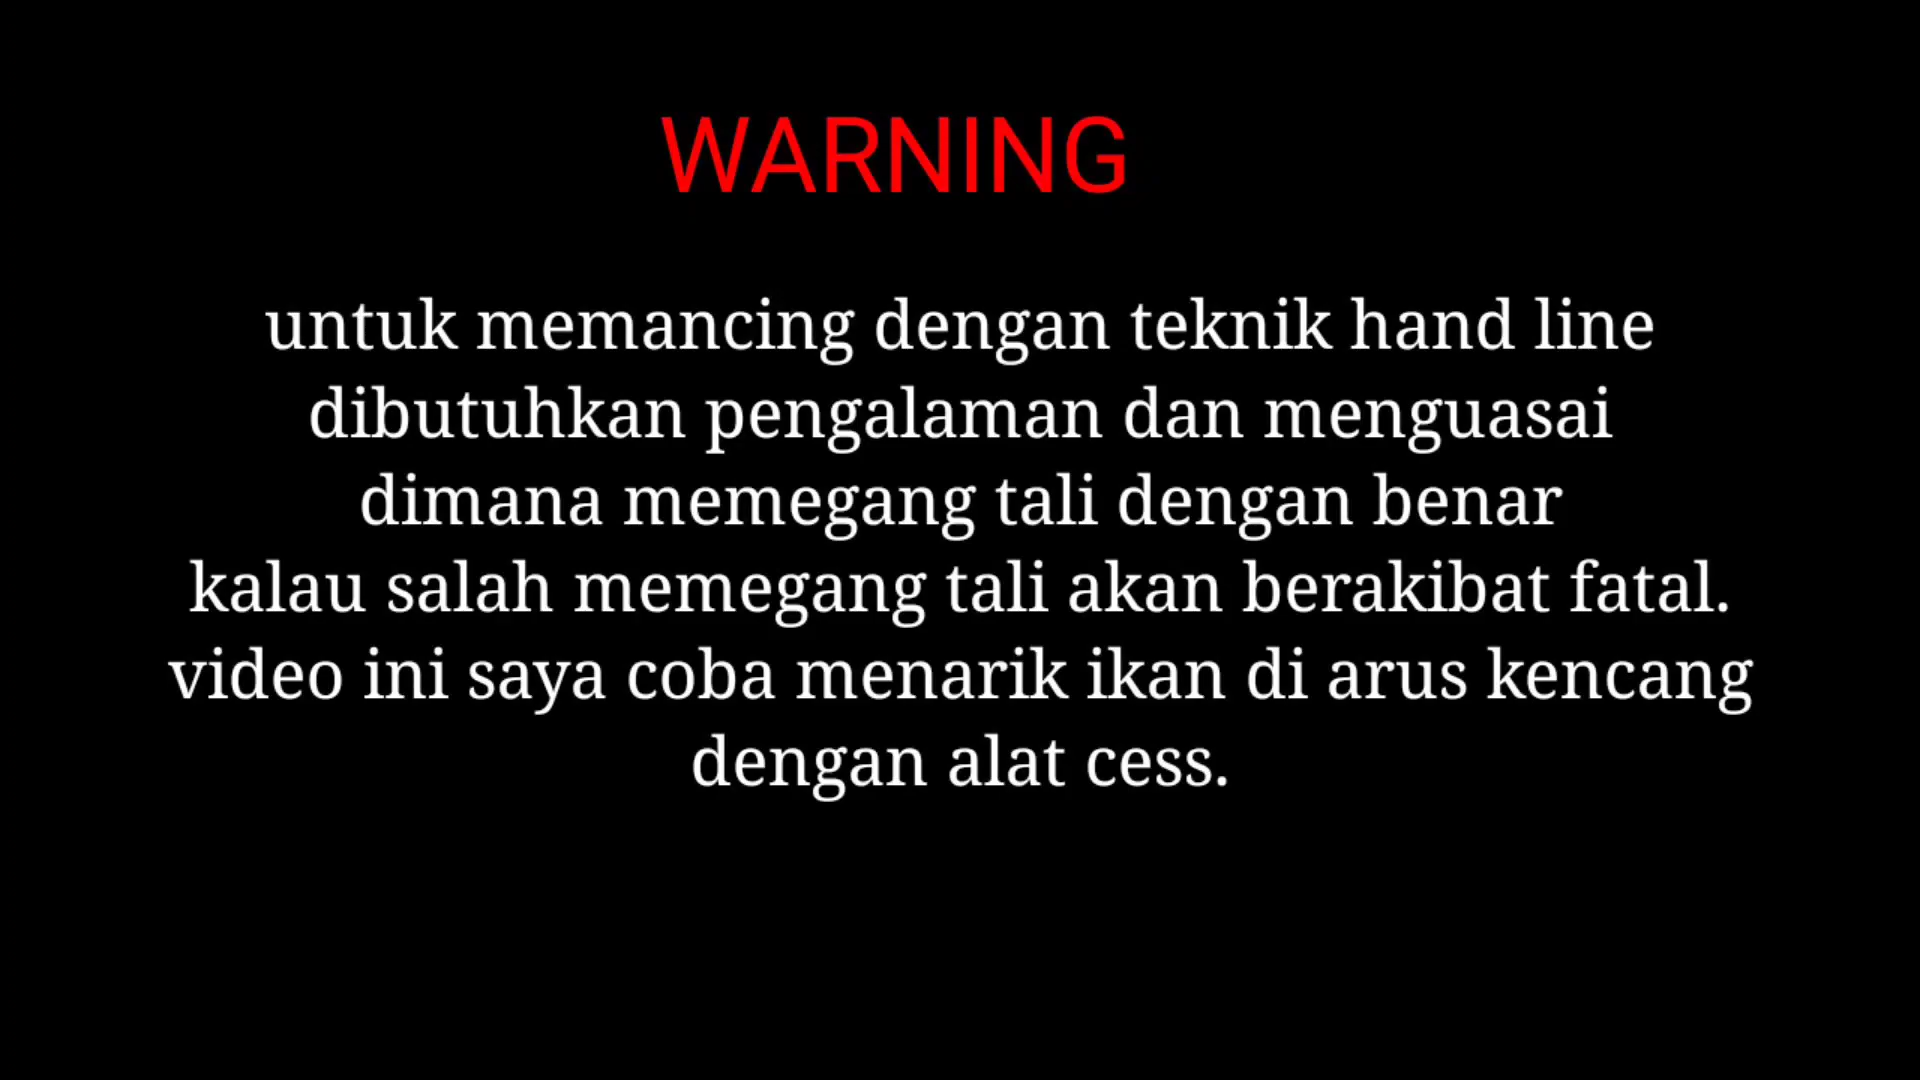 WARNING
untuk memancing dengan teknik hand line
dibutuhkan pengalaman dan menguasai
dimana memegang tali dengan benar
kalau salah memegang tali akan berakibat fatal.
video ini saya coba menarik ikan di arus kencang
dengan alat cess.